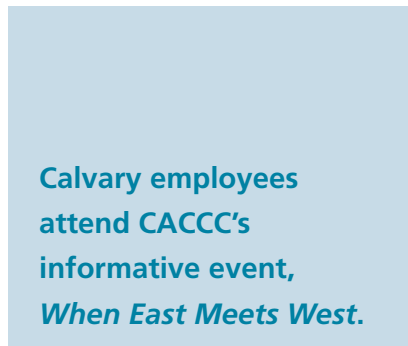 Calvary employees
attend CACCC’s
informative event,
When East Meets West.